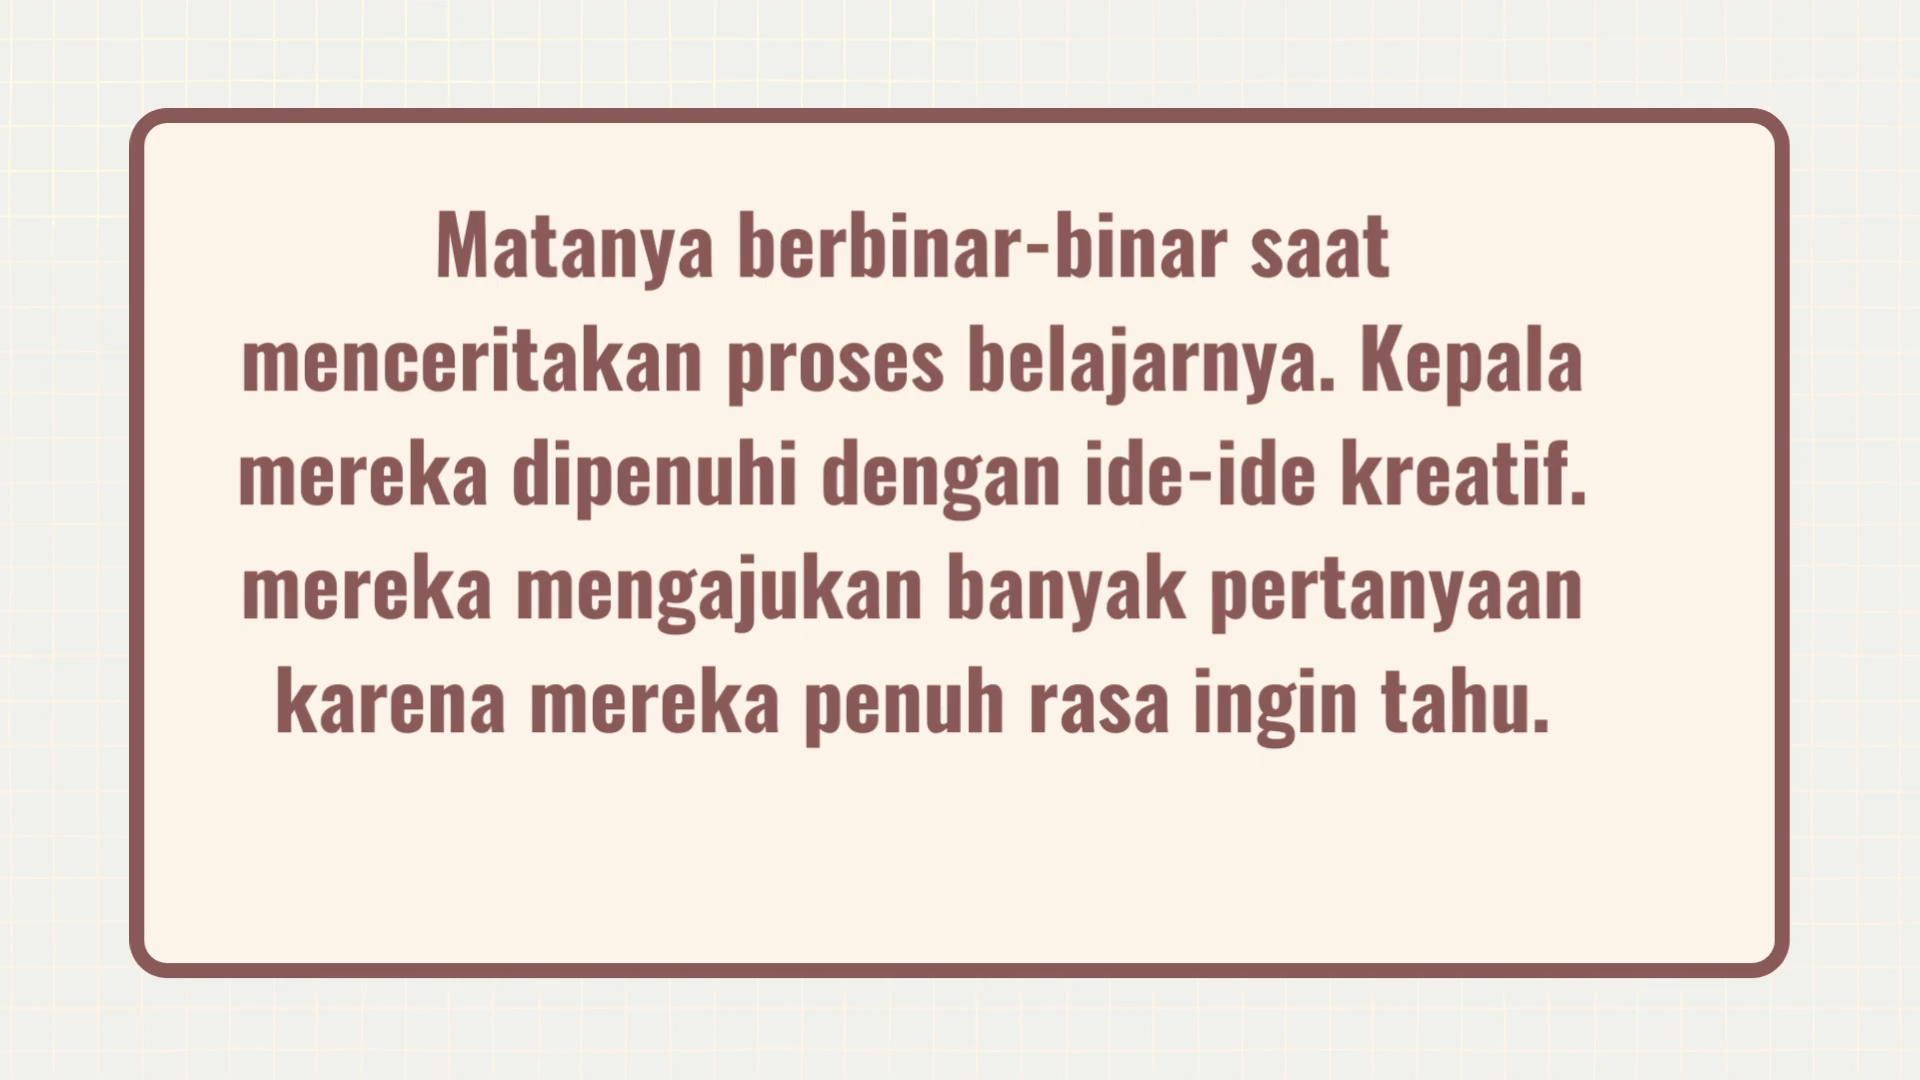 Matanya berbinar-binar saat
menceritakan proses belajarnya. Kepala
mereka dipenuhi dengan ide-ide kreatif.
mereka mengajukan banyak pertanyaan
karena mereka penuh rasa ingin tahu.